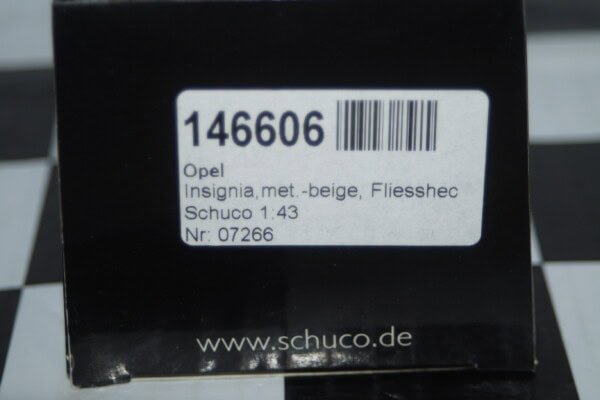 146606
Opel
Insignia,met.-beige, Fliesshec
Schuco 1:43
Nr: 07266
www.schuco.de